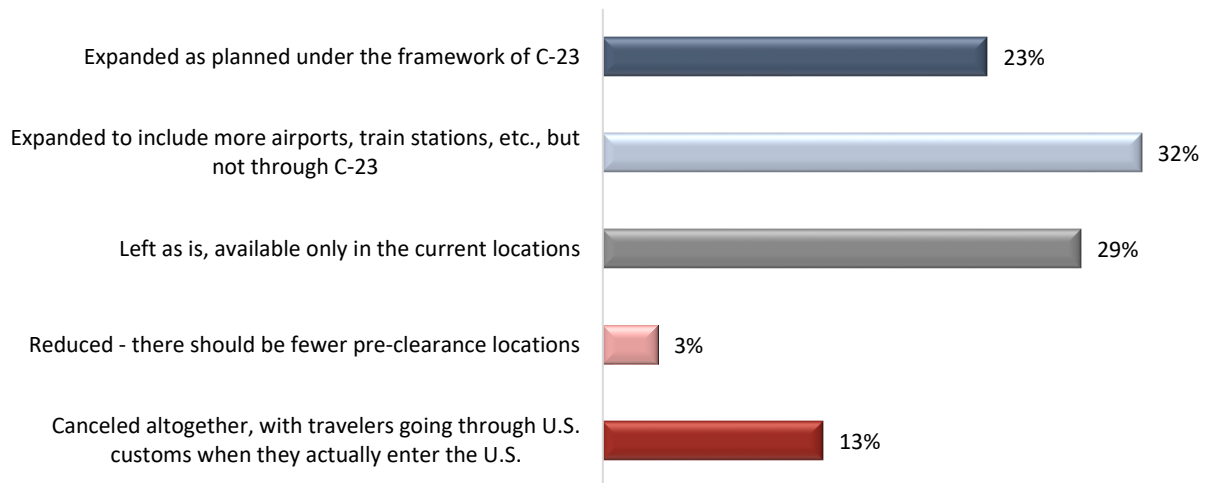 Expanded as planned under the framework of C-23
23%
Expanded to include more airports, train stations, etc., but
not through C-23
32%
Left as is, available only in the current locations
29%
Reduced - there should be fewer pre-clearance locations
3%
Canceled altogether, with travelers going through U.S.
customs when they actually enter the U.S.
13%